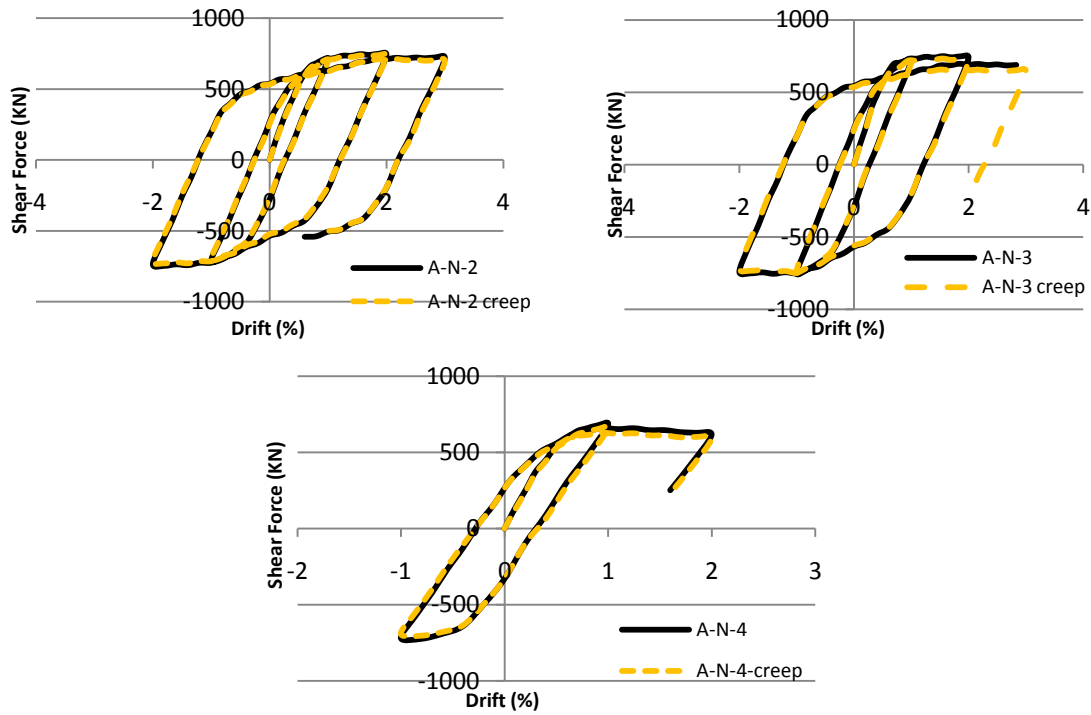 1000
500
0
-500
-1000
-4
-2
0
2
4
Shear Force (KN)
Drift (%)
A-N-2
A-N-2 creep
1000
500
0
-500
-1000
-4
-2
0
2
4
Shear Force (KN)
Drift (%)
A-N-3
A-N-3 creep
1000
500
0
-500
-1000
-2
-1
0
1
2
3
Shear Force (KN)
Drift (%)
A-N-4
A-N-4-creep